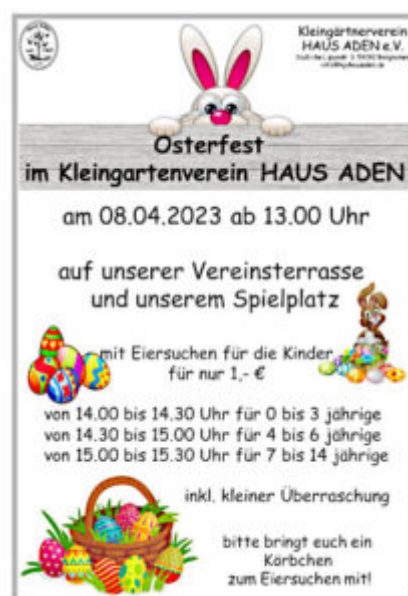 Kleingärtnerverein
HAUS ADEN e.V.
Osterfest
im Kleingartenverein HAUS ADEN
am 08.04.2023 ab 13.00 Uhr
auf unserer Vereinsterrasse
und unserem Spielplatz
mit Eiersuchen für die Kinder
für nur 1,- €
von 14.00 bis 14.30 Uhr für 0 bis 3 jährige
von 14.30 bis 15.00 Uhr für 4 bis 6 jährige
von 15.00 bis 15.30 Uhr für 7 bis 14 jährige
inkl. kleiner Überraschung
bitte bringt euch ein
Körbchen
zum Eiersuchen mit!